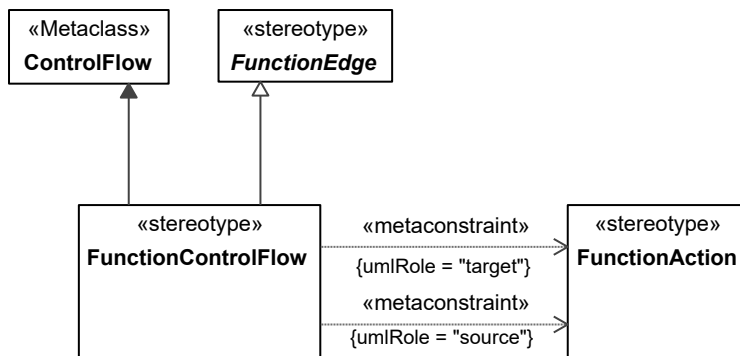 «Metaclass»
ControlFlow
«stereotype»
FunctionEdge
«stereotype»
FunctionControlFlow
«metaconstraint»
{umlRole = "target"}
«metaconstraint»
{umlRole = "source"}
«stereotype»
FunctionAction